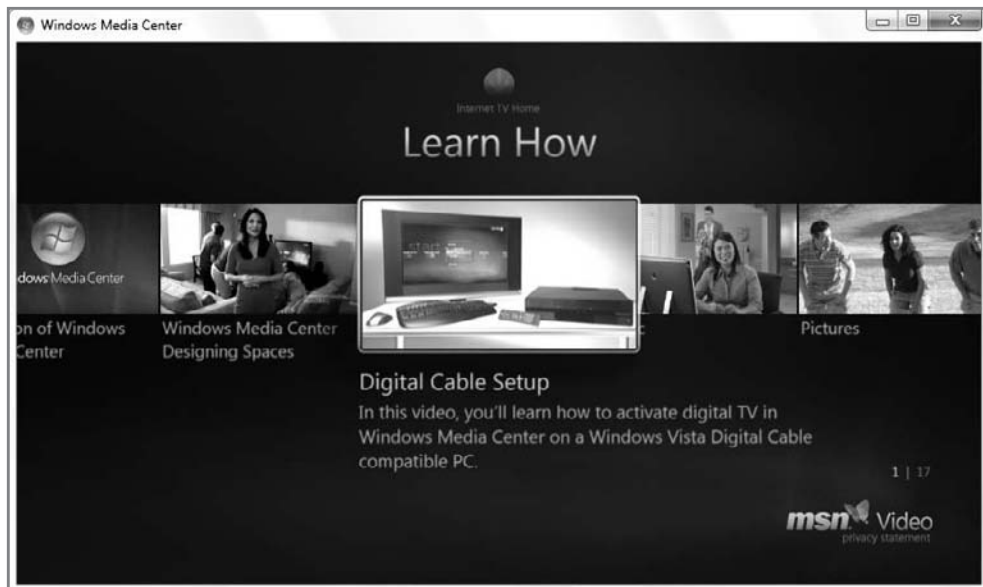 Windows Media Center
Internet TV Home
Learn How
start
dows Media Center
on of Windows
Center
Windows Media Center
Designing Spaces
c
Pictures
Digital Cable Setup
In this video, you'll learn how to activate digital TV in
Windows Media Center on a Windows Vista Digital Cable
compatible PC.
1 | 17
msn Video
privacy statement